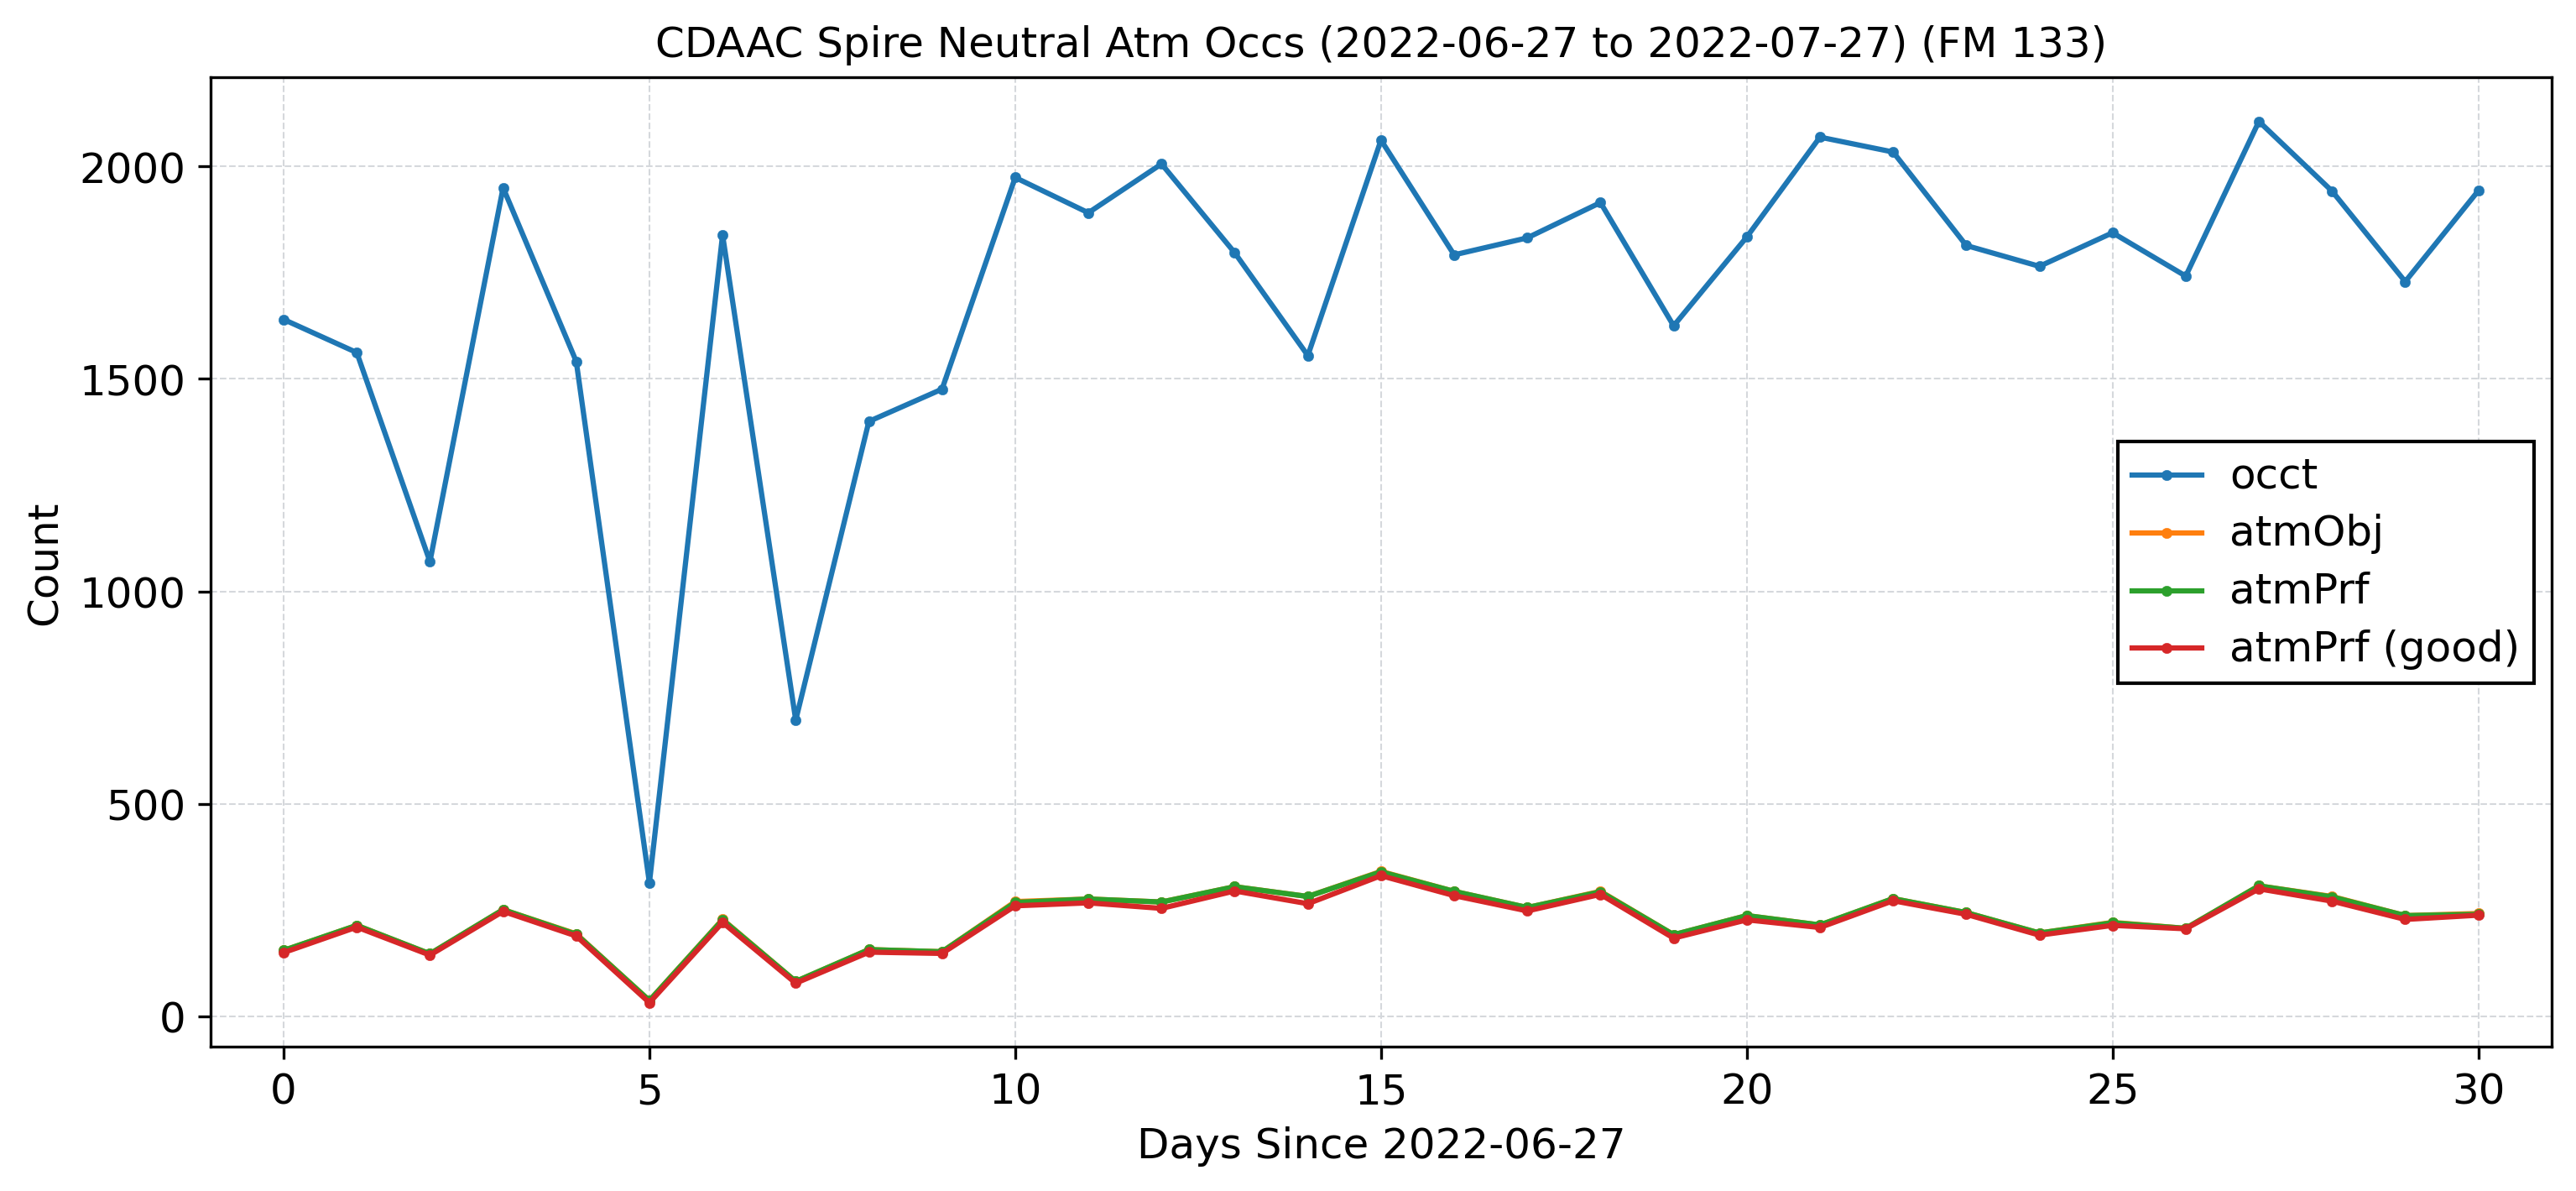 CDAAC Spire Neutral Atm Occs (2022-06-27 to 2022-07-27) (FM 133)
Count
2000
1500
1000
500
0
occt
atmObj
atmPrf
atmPrf (good)
0 5 10 15 20 25 30
Days Since 2022-06-27